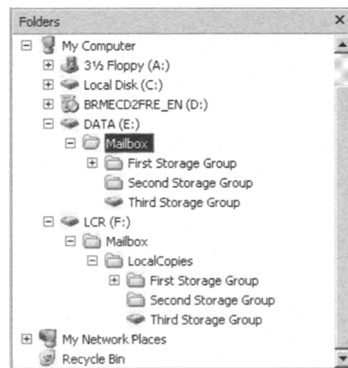 Folders
My Computer
3½ Floppy (A:)
Local Disk (C:)
BRMECD2FRE_EN (D:)
DATA (E:)
Mailbox
First Storage Group
Second Storage Group
Third Storage Group
LCR (F:)
Mailbox
LocalCopies
First Storage Group
Second Storage Group
Third Storage Group
My Network Places
Recycle Bin